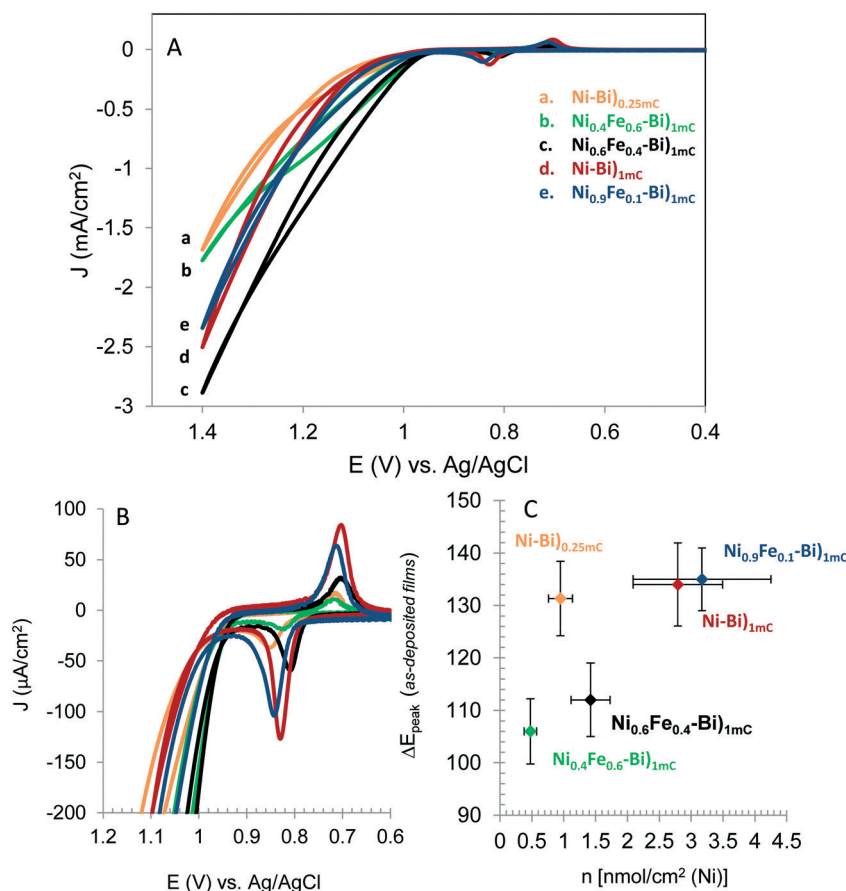 A
0
-0.5
-1
-1.5
-2
-2.5
-3
J (mA/cm²)
a. Ni-Bi)0.25mC
b. Ni0.4Fe0.6-Bi)1mC
c. Ni0.6Fe0.4-Bi)1mC
d. Ni-Bi)1mC
e. Ni0.9Fe0.1-Bi)1mC
a
b
e
d
c
1.4 1.2 1 0.8 0.6 0.4
E (V) vs. Ag/AgCl
B
100
50
0
-50
-100
-150
-200
J (µA/cm²)
1.2 1.1 1 0.9 0.8 0.7 0.6
E (V) vs. Ag/AgCl
C
150
140
130
120
110
100
90
ΔEpeak (as-deposited films)
Ni-Bi)0.25mC
Ni0.9Fe0.1-Bi)1mC
Ni-Bi)1mC
Ni0.6Fe0.4-Bi)1mC
Ni0.4Fe0.6-Bi)1mC
0 0.5 1 1.5 2 2.5 3 3.5 4 4.5
n [nmol/cm² (Ni)]